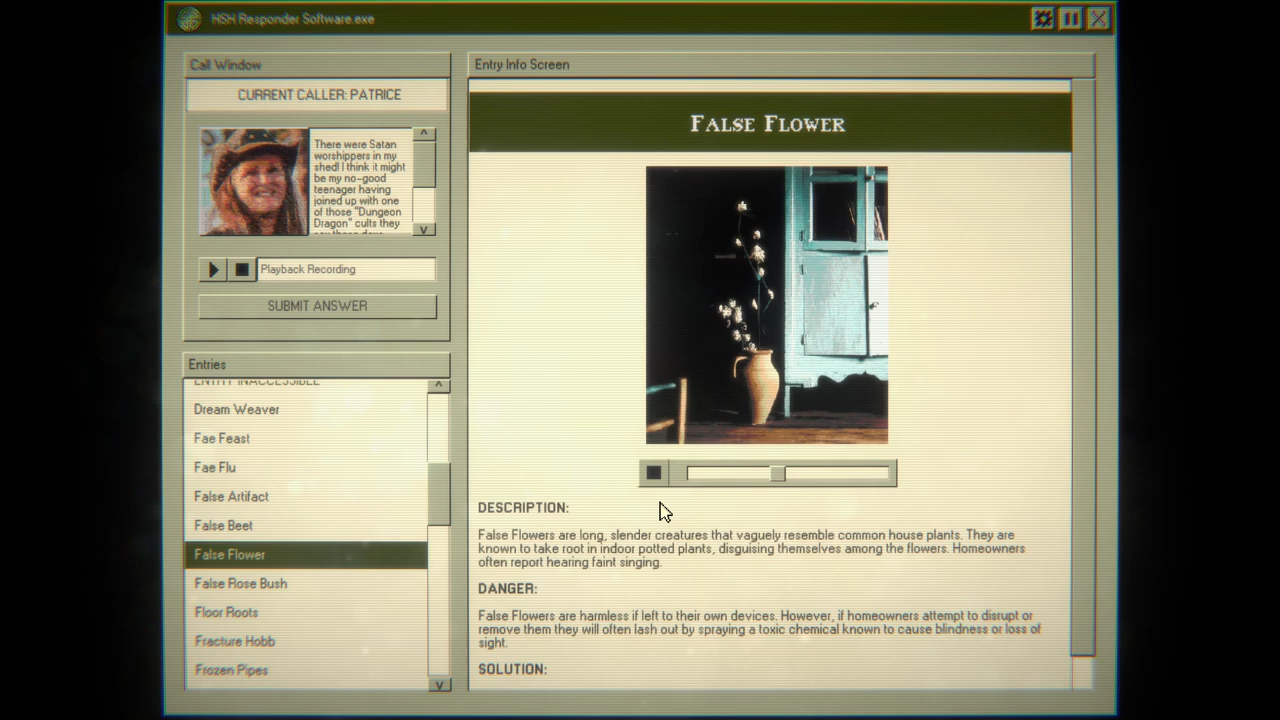 HSH Responder Software.exe
Call Window
CURRENT CALLER: PATRICE
There were Satan
worshippers in my
shed! I think it might
be my no-good
teenager having
joined up with one
of those "Dungeon
Dragon" cults they
Playback Recording
SUBMIT ANSWER
Entries
ENTRY INACCESSIBLE
Dream Weaver
Fae Feast
Fae Flu
False Artifact
False Beet
False Flower
False Rose Bush
Floor Roots
Fracture Hobb
Frozen Pipes
Entry Info Screen
False Flower
DESCRIPTION:
False Flowers are long, slender creatures that vaguely resemble common house plants. They are
known to take root in indoor potted plants, disguising themselves among the flowers. Homeowners
often report hearing faint singing.
DANGER:
False Flowers are harmless if left to their own devices. However, if homeowners attempt to disrupt or
remove them they will often lash out by spraying a toxic chemical known to cause blindness or loss of
sight.
SOLUTION: